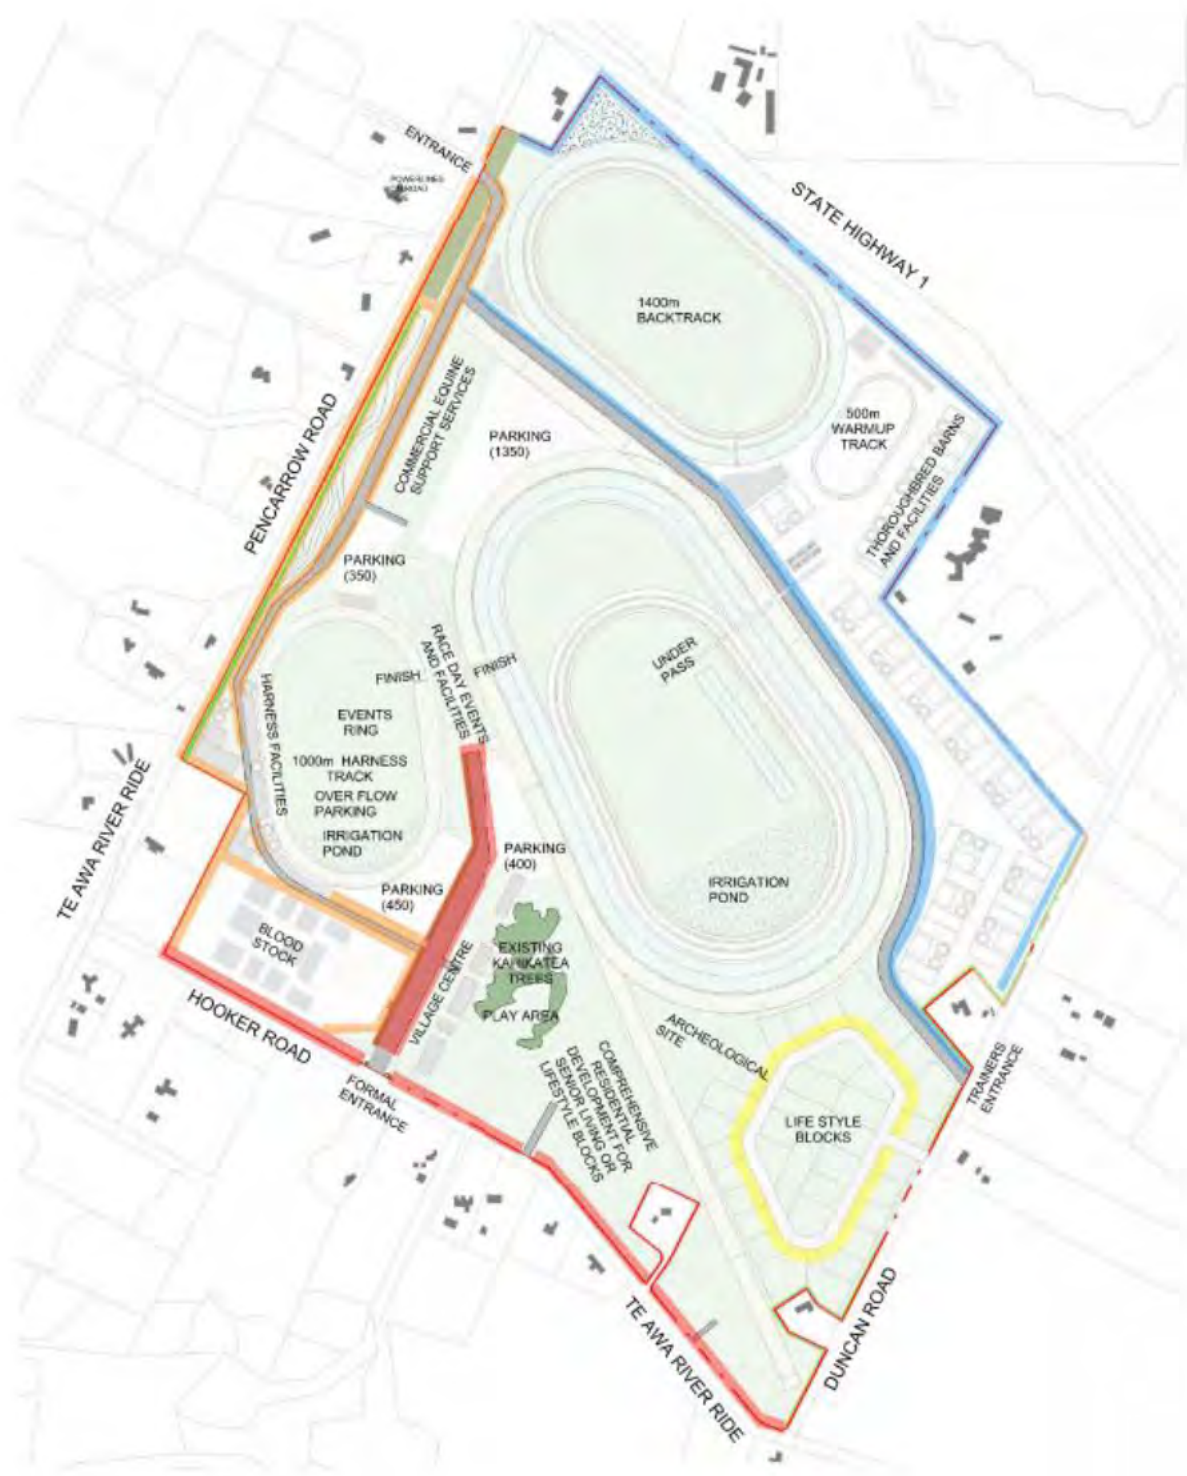 ENTRANCE
POWERLINES
STATE HIGHWAY 1
1400m
BACKTRACK
PENCARROW ROAD
COMMERCIAL EQUINE
SUPPORT SERVICES
PARKING
(1350)
500m
WARMUP
TRACK
THOROUGHBRED BARNS
AND FACILITIES
PARKING
(350)
RACE DAY EVENTS
AND FACILITIES
FINISH
FINISH
UNDER
PASS
HARNESS FACILITIES
EVENTS
RING
1000m HARNESS
TRACK
OVER FLOW
PARKING
IRRIGATION
POND
TE AWA RIVER RIDE
PARKING
(400)
PARKING
(450)
IRRIGATION
POND
BLOOD
STOCK
VILLAGE CENTRE
EXISTING
KAHIKATEA
TREES
PLAY AREA
HOOKER ROAD
FORMAL
ENTRANCE
ARCHEOLOGICAL
SITE
COMPREHENSIVE
RESIDENTIAL
DEVELOPMENT FOR
SENIOR LIVING OR
LIFESTYLE BLOCKS
TRAINERS
ENTRANCE
LIFE STYLE
BLOCKS
TE AWA RIVER RIDE
DUNCAN ROAD